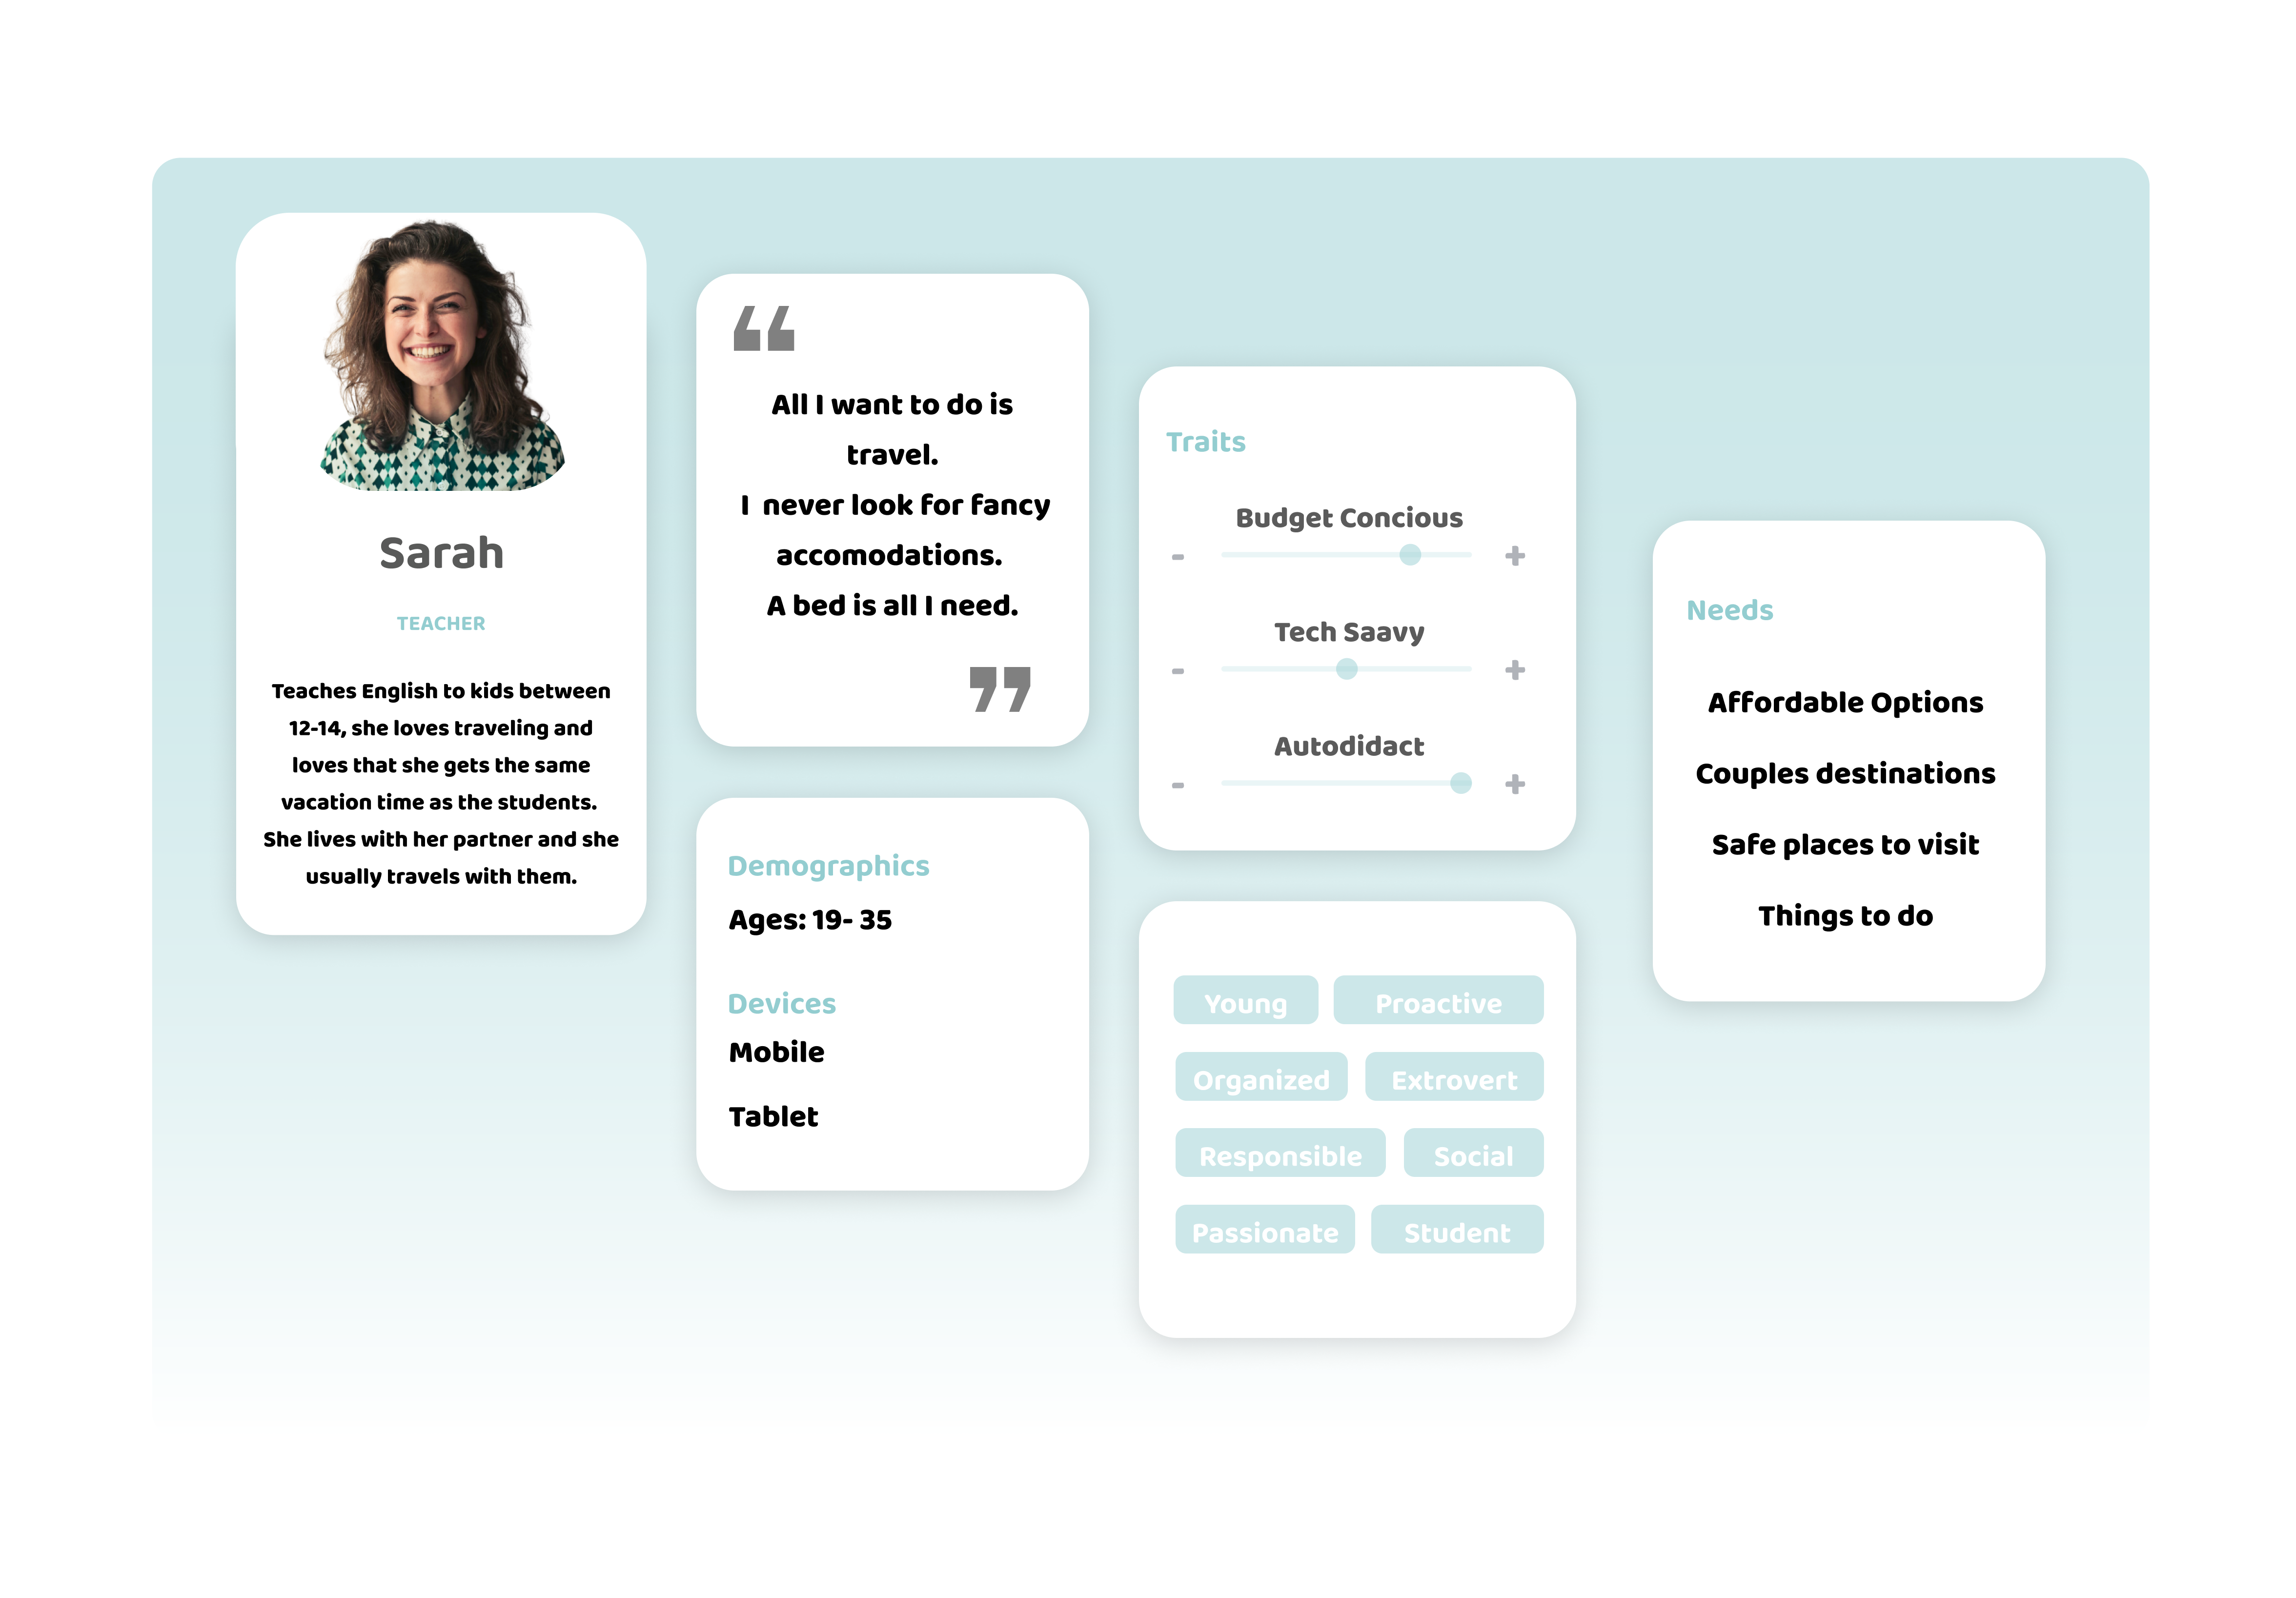 Sarah
TEACHER
Teaches English to kids between
12-14, she loves traveling and
loves that she gets the same
vacation time as the students.
She lives with her partner and she
usually travels with them.
“
All I want to do is
travel.
I never look for fancy
accomodations.
A bed is all I need.
”
Demographics
Ages: 19- 35
Devices
Mobile
Tablet
Traits
Budget Concious
- +
Tech Saavy
- +
Autodidact
- +
Young Proactive
Organized Extrovert
Responsible Social
Passionate Student
Needs
Affordable Options
Couples destinations
Safe places to visit
Things to do